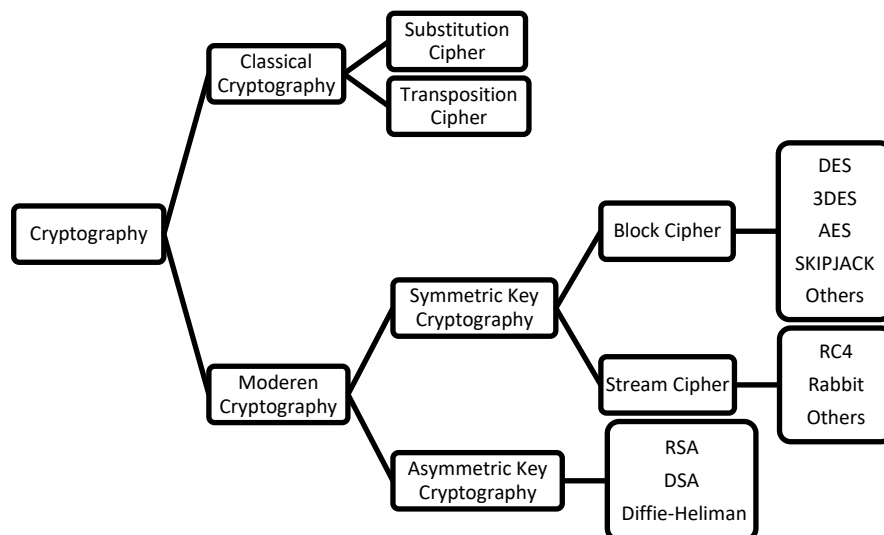 Cryptography
Classical
Cryptography
Substitution
Cipher
Transposition
Cipher
Moderen
Cryptography
Symmetric Key
Cryptography
Block Cipher
DES
3DES
AES
SKIPJACK
Others
Stream Cipher
RC4
Rabbit
Others
Asymmetric Key
Cryptography
RSA
DSA
Diffie-Heliman